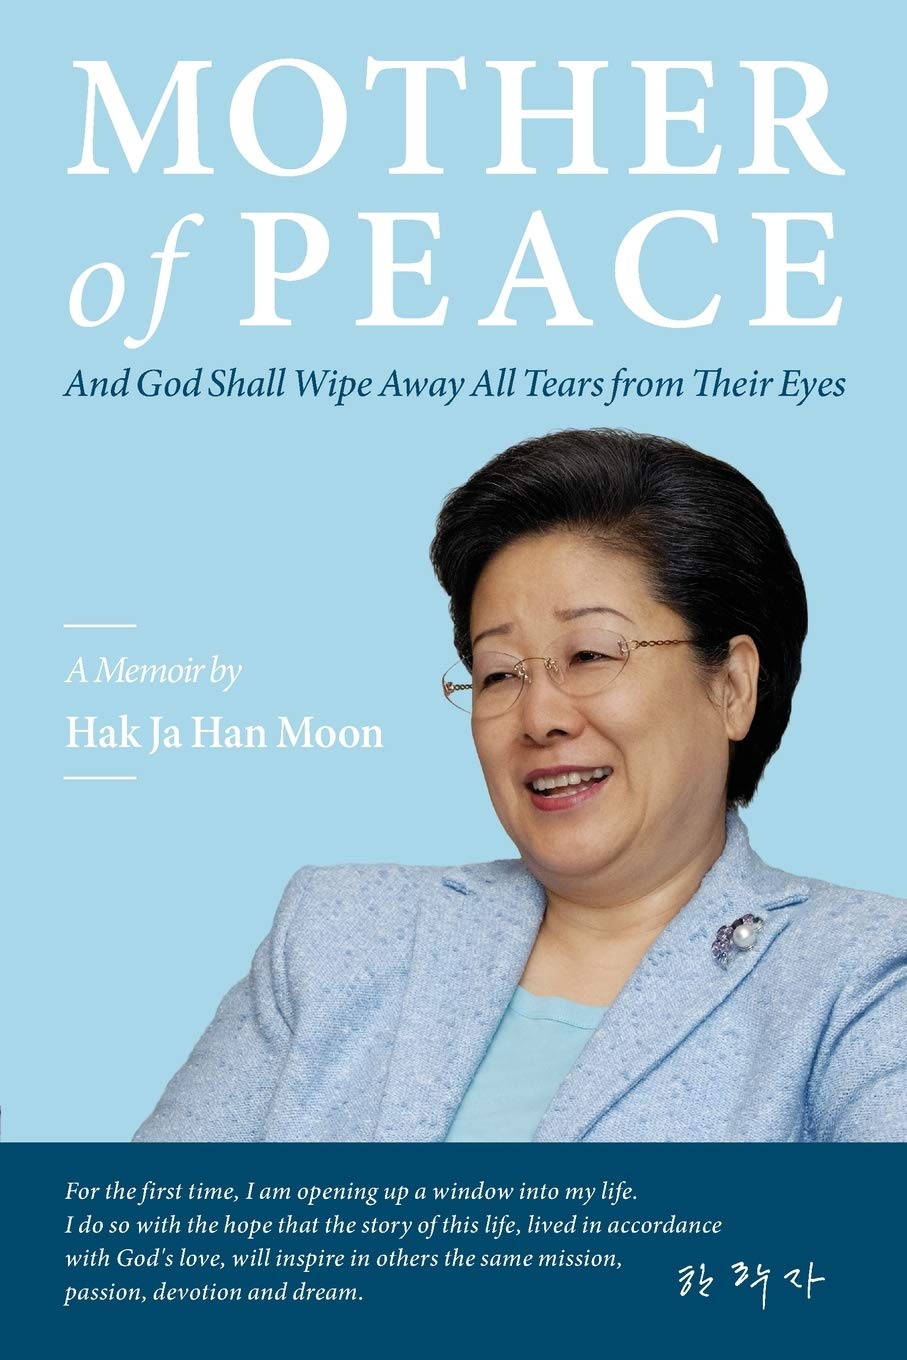 MOTHER
of PEACE
And God Shall Wipe Away All Tears from Their Eyes
A Memoir by
Hak Ja Han Moon
For the first time, I am opening up a window into my life.
I do so with the hope that the story of this life, lived in accordance
with God's love, will inspire in others the same mission,
passion, devotion and dream.
한학자